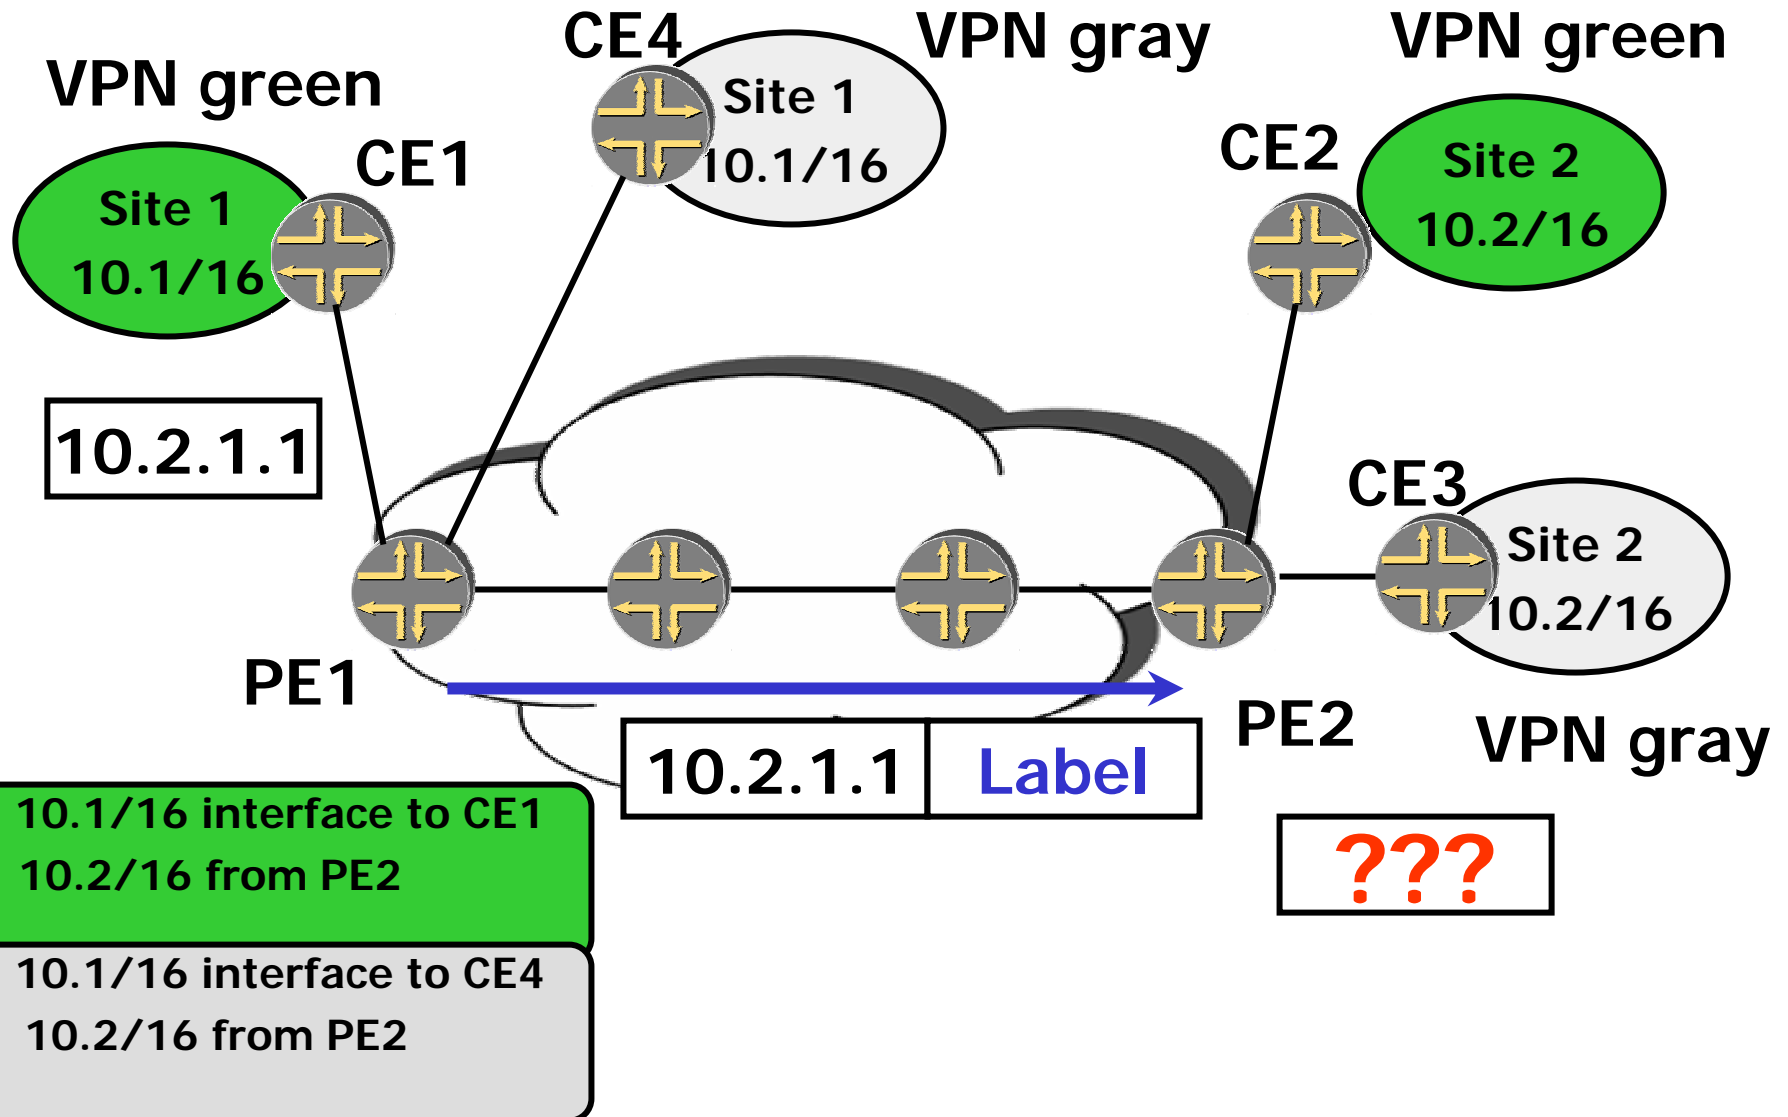 CE4
VPN gray
VPN green
VPN green
Site 1
10.1/16
CE1
CE2
Site 2
10.2/16
Site 1
10.1/16
10.2.1.1
CE3
Site 2
10.2/16
PE1
PE2
VPN gray
10.2.1.1 Label
10.1/16 interface to CE1
10.2/16 from PE2
???
10.1/16 interface to CE4
10.2/16 from PE2